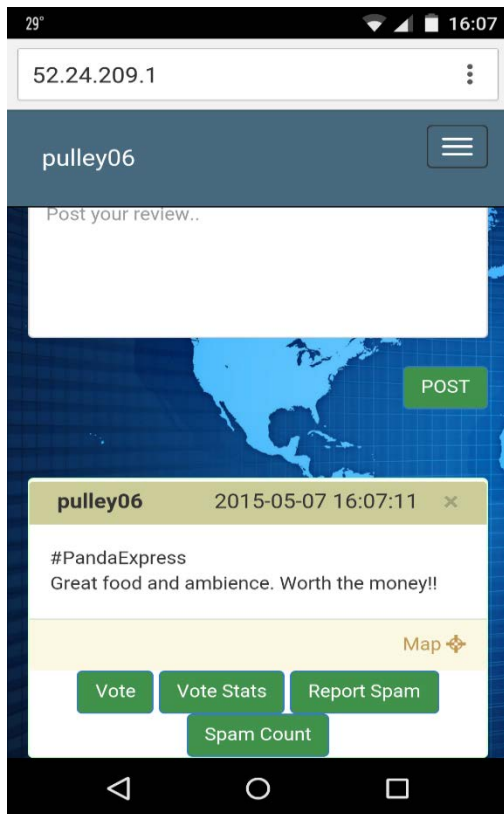 29° 16:07
52.24.209.1
pulley06
Post your review..
POST
pulley06 2015-05-07 16:07:11 ×
#PandaExpress
Great food and ambience. Worth the money!!
Map
Vote Vote Stats Report Spam
Spam Count